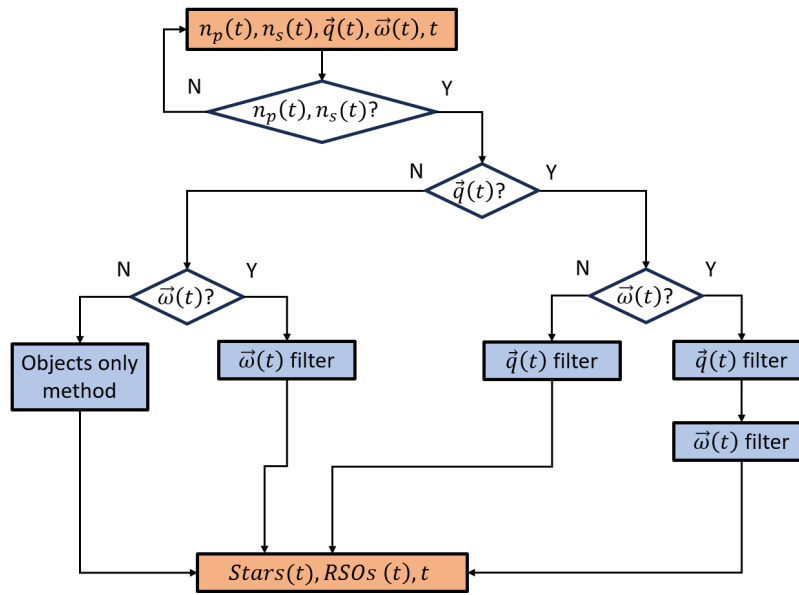 n_p(t), n_s(t), q⃗(t), ω⃗(t), t
N
Y
n_p(t), n_s(t)?
N
Y
q⃗(t)?
N
Y
N
Y
ω⃗(t)?
ω⃗(t)?
Objects only
method
ω⃗(t) filter
q⃗(t) filter
q⃗(t) filter
ω⃗(t) filter
Stars(t), RSOs (t), t